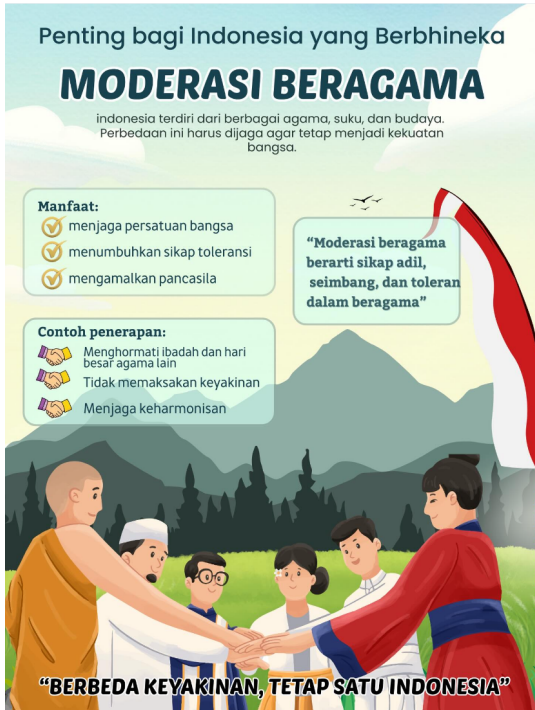 Penting bagi Indonesia yang Berbhineka
MODERASI BERAGAMA
indonesia terdiri dari berbagai agama, suku, dan budaya.
Perbedaan ini harus dijaga agar tetap menjadi kekuatan
bangsa.
Manfaat:
menjaga persatuan bangsa
menumbuhkan sikap toleransi
mengamalkan pancasila
“Moderasi beragama
berarti sikap adil,
seimbang, dan toleran
dalam beragama”
Contoh penerapan:
Menghormati ibadah dan hari
besar agama lain
Tidak memaksakan keyakinan
Menjaga keharmonisan
“BERBEDA KEYAKINAN, TETAP SATU INDONESIA”